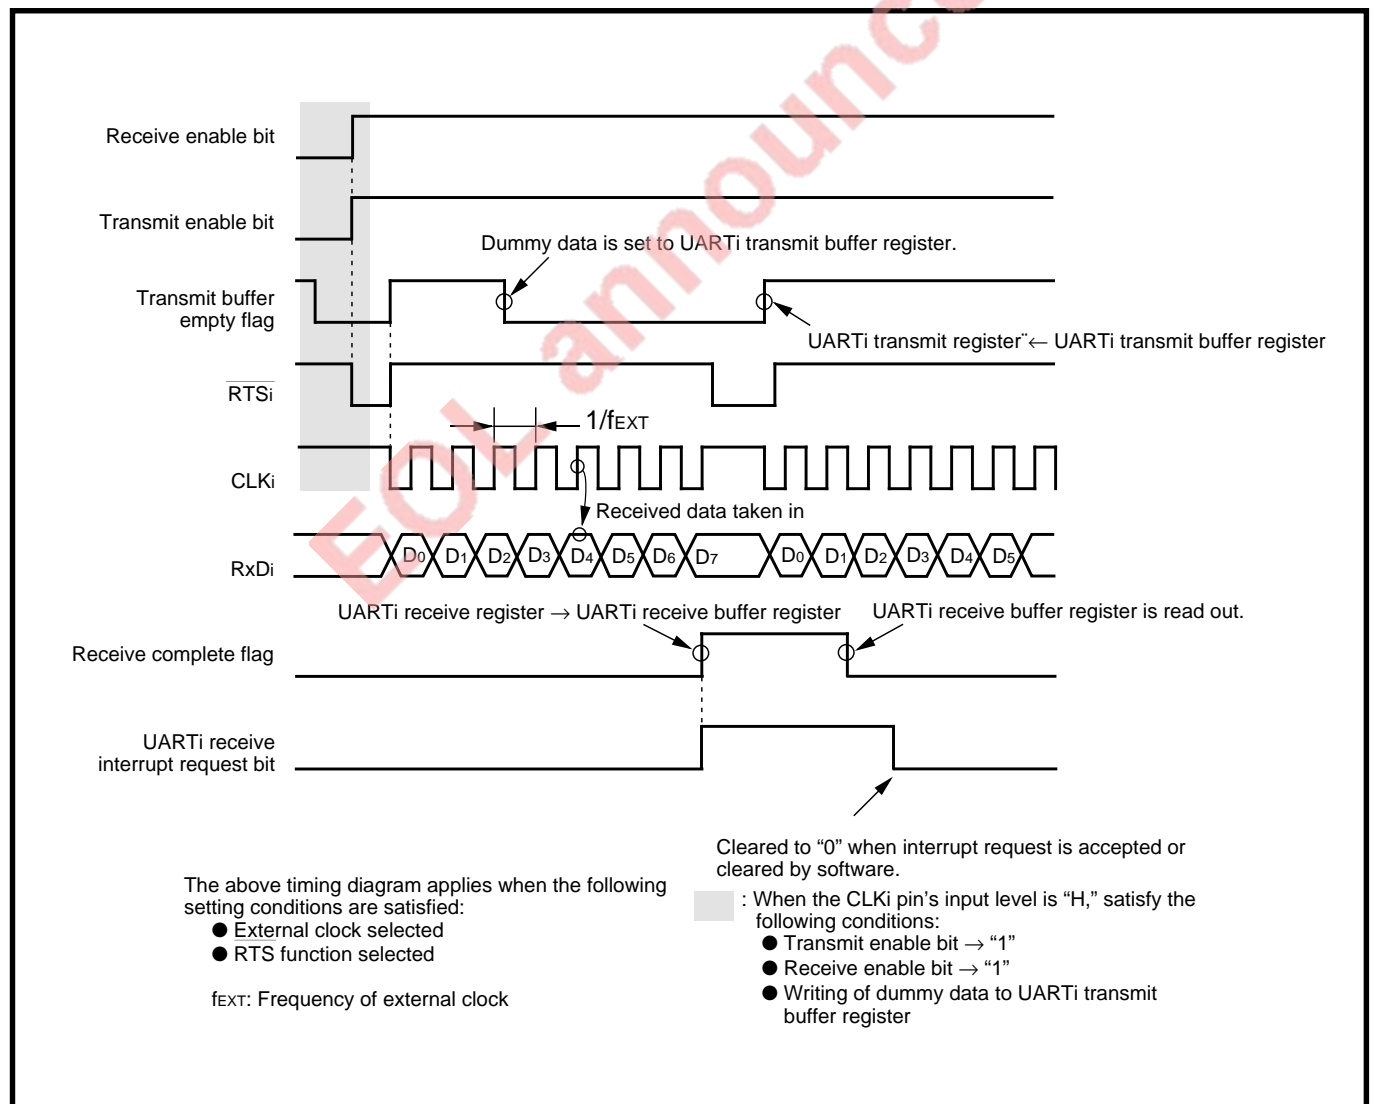 EOL announc
Receive enable bit
Transmit enable bit
Dummy data is set to UARTi transmit buffer register.
Transmit buffer
empty flag
UARTi transmit register¨← UARTi transmit buffer register
RTSi
1/fEXT
CLKi
Received data taken in
RxDi
D0 D1 D2 D3 D4 D5 D6 D7 D0 D1 D2 D3 D4 D5
UARTi receive register → UARTi receive buffer register
UARTi receive buffer register is read out.
Receive complete flag
UARTi receive
interrupt request bit
Cleared to “0” when interrupt request is accepted or
cleared by software.
The above timing diagram applies when the following
setting conditions are satisfied:
● External clock selected
● RTS function selected
fEXT: Frequency of external clock
: When the CLKi pin’s input level is “H,” satisfy the
following conditions:
● Transmit enable bit → “1”
● Receive enable bit → “1”
● Writing of dummy data to UARTi transmit
buffer register